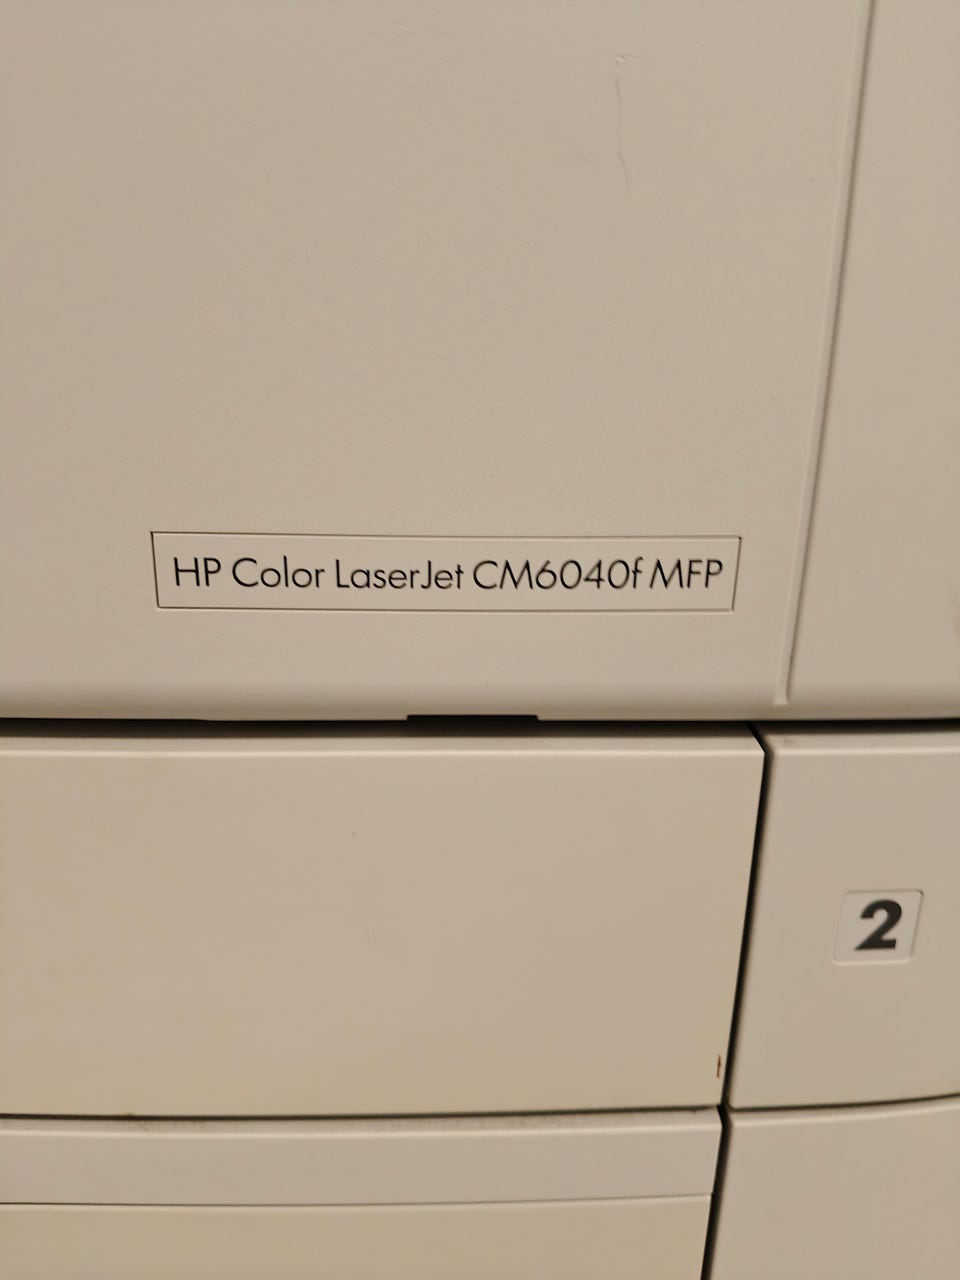 HP Color LaserJet CM6040f MFP
2